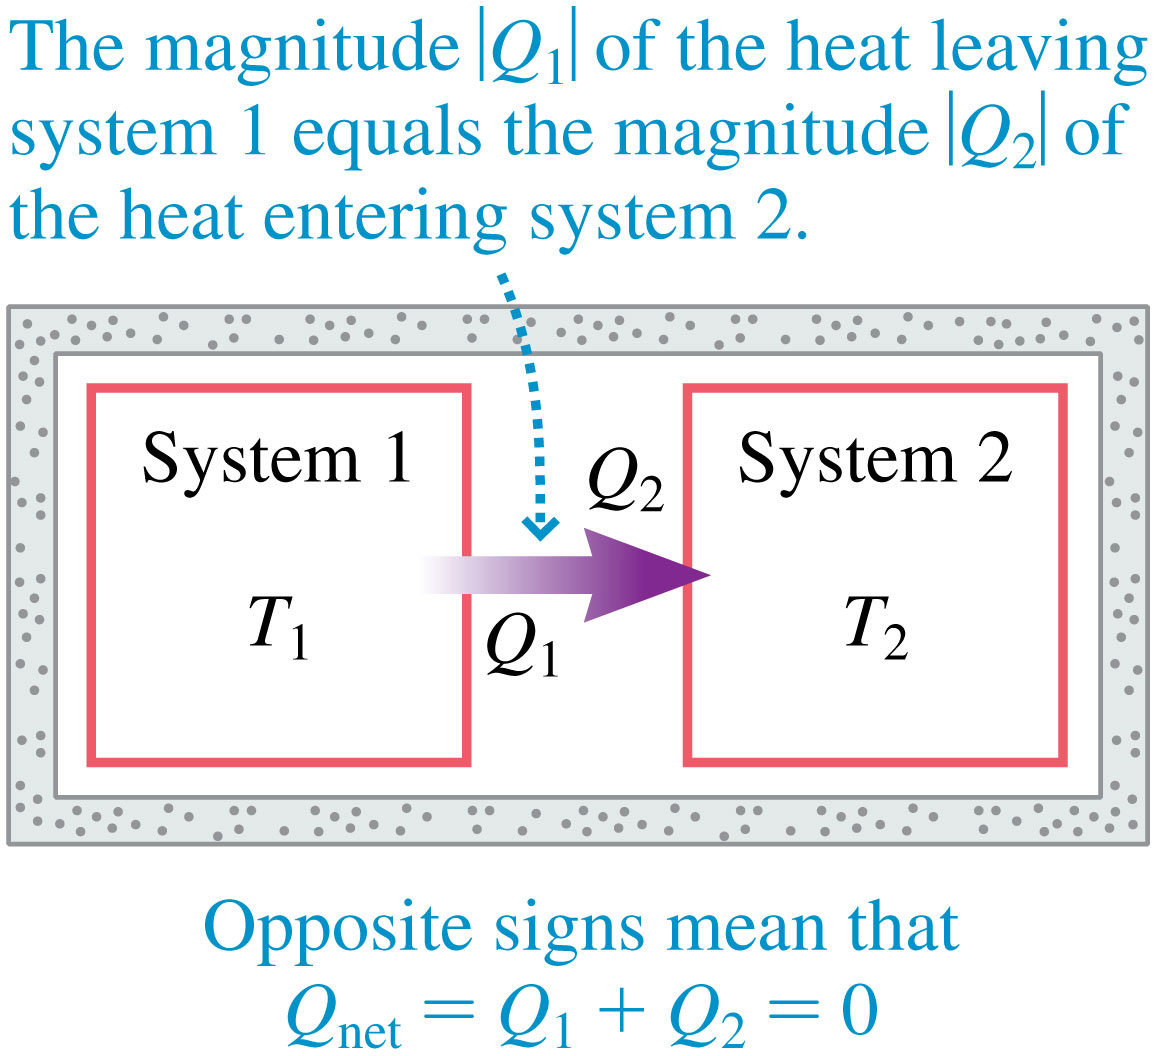 The magnitude |Q₁| of the heat leaving
system 1 equals the magnitude |Q₂| of
the heat entering system 2.
System 1
Q₂
System 2
T₁
Q₁
T₂
Opposite signs mean that
Qnet = Q₁ + Q₂ = 0